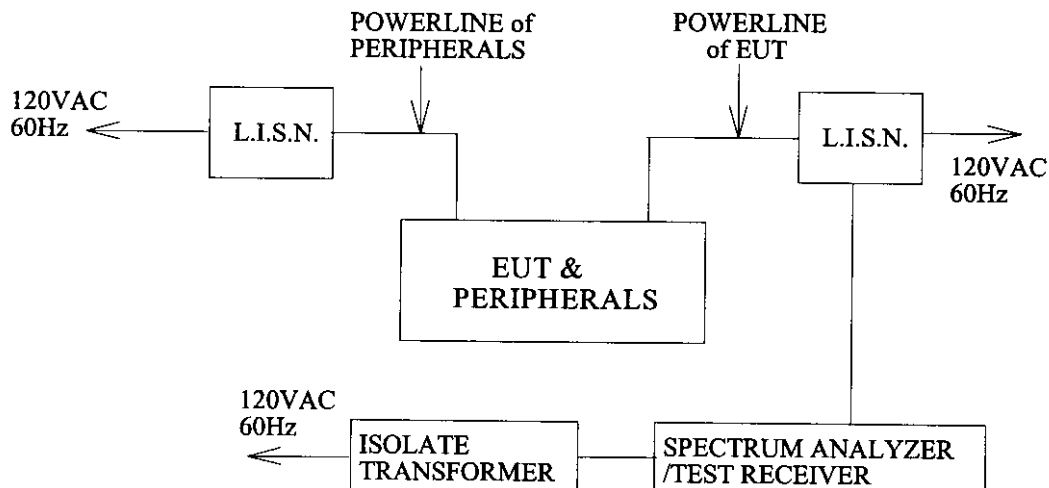 POWERLINE of
PERIPHERALS
POWERLINE
of EUT
120VAC
60Hz
L.I.S.N.
L.I.S.N.
120VAC
60Hz
EUT &
PERIPHERALS
120VAC
60Hz
ISOLATE
TRANSFORMER
SPECTRUM ANALYZER
/TEST RECEIVER